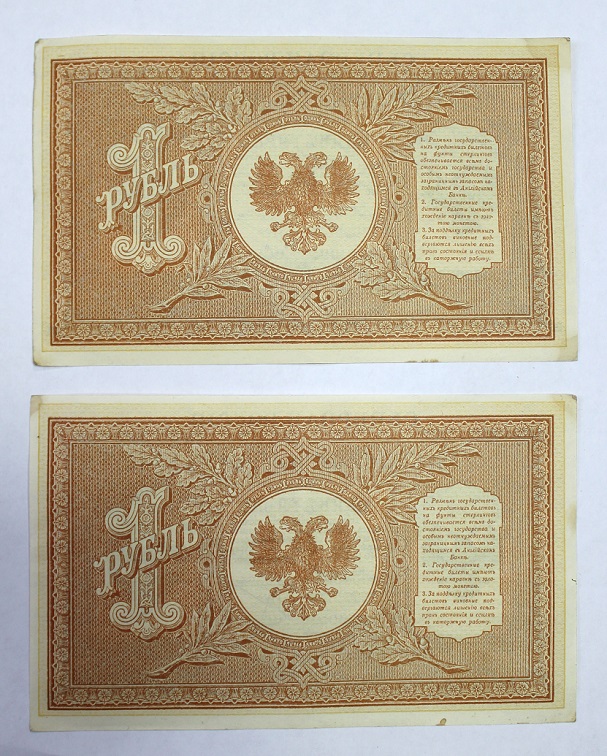 1
РУБЛЬ
1. Размѣнъ государствен-
ныхъ кредитныхъ билетовъ
на фунты стерлинговъ
обезпечивается всѣмъ до-
стояніемъ государства и
особымъ неотчуждаемымъ
заграничнымъ запасомъ на-
ходящимся въ Англійскомъ
Банкѣ.
2. Государственные кре-
дитные билеты имѣютъ
хожденіе наравнѣ съ золо-
тою монетою.
3. За поддѣлку кредитныхъ
билетовъ виновные под-
вергаются лишенію всѣхъ
правъ состоянія и ссылкѣ
въ каторжную работу.
1
РУБЛЬ
1. Размѣнъ государствен-
ныхъ кредитныхъ билетовъ
на фунты стерлинговъ
обезпечивается всѣмъ до-
стояніемъ государства и
особымъ неотчуждаемымъ
заграничнымъ запасомъ на-
ходящимся въ Англійскомъ
Банкѣ.
2. Государственные кре-
дитные билеты имѣютъ
хожденіе наравнѣ съ золо-
тою монетою.
3. За поддѣлку кредитныхъ
билетовъ виновные под-
вергаются лишенію всѣхъ
правъ состоянія и ссылкѣ
въ каторжную работу.